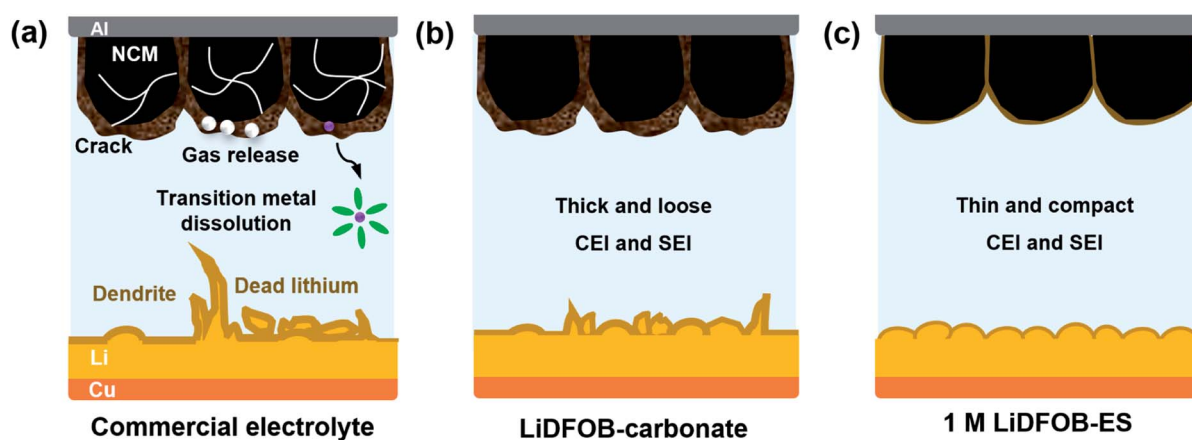 (a)
Al
NCM
Crack
Gas release
Transition metal
dissolution
Dendrite
Dead lithium
Li
Cu
Commercial electrolyte
(b)
Thick and loose
CEI and SEI
LiDFOB-carbonate
(c)
Thin and compact
CEI and SEI
1 M LiDFOB-ES